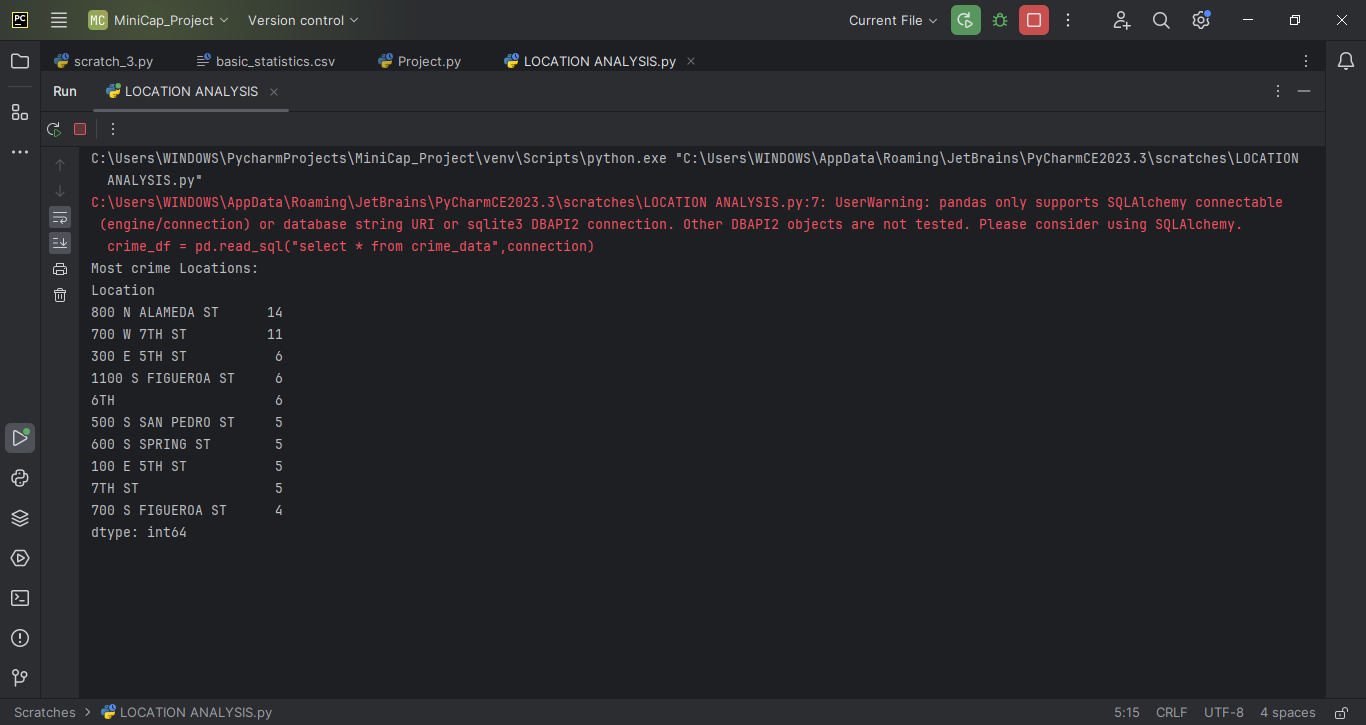 PC
MC MiniCap_Project Version control Current File
scratch_3.py basic_statistics.csv Project.py LOCATION ANALYSIS.py
Run LOCATION ANALYSIS
C:\Users\WINDOWS\PycharmProjects\MiniCap_Project\venv\Scripts\python.exe "C:\Users\WINDOWS\AppData\Roaming\JetBrains\PyCharmCE2023.3\scratches\LOCATION
ANALYSIS.py"
C:\Users\WINDOWS\AppData\Roaming\JetBrains\PyCharmCE2023.3\scratches\LOCATION ANALYSIS.py:7: UserWarning: pandas only supports SQLAlchemy connectable
(engine/connection) or database string URI or sqlite3 DBAPI2 connection. Other DBAPI2 objects are not tested. Please consider using SQLAlchemy.
crime_df = pd.read_sql("select * from crime_data",connection)
Most crime Locations:
Location
800 N ALAMEDA ST 14
700 W 7TH ST 11
300 E 5TH ST 6
1100 S FIGUEROA ST 6
6TH 6
500 S SAN PEDRO ST 5
600 S SPRING ST 5
100 E 5TH ST 5
7TH ST 5
700 S FIGUEROA ST 4
dtype: int64
Scratches LOCATION ANALYSIS.py 5:15 CRLF UTF-8 4 spaces